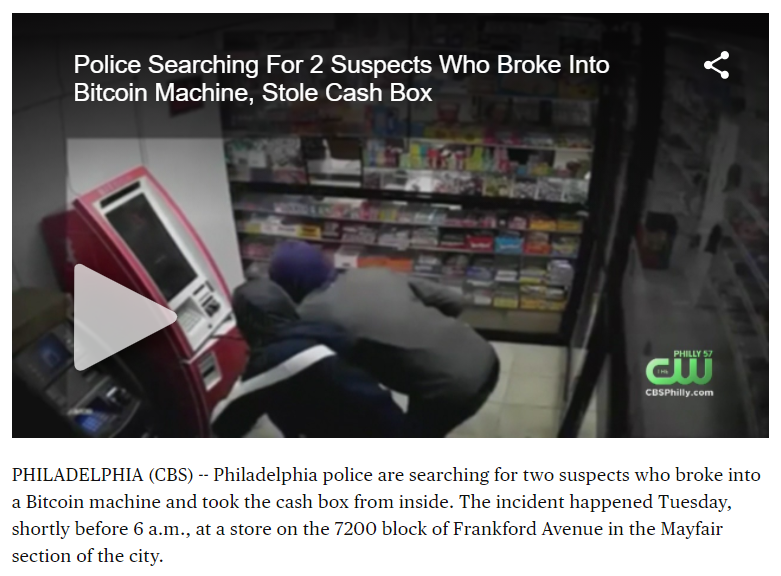 Police Searching For 2 Suspects Who Broke Into
Bitcoin Machine, Stole Cash Box
PHILLY 57
THE CW
CBSPhilly.com
PHILADELPHIA (CBS) -- Philadelphia police are searching for two suspects who broke into
a Bitcoin machine and took the cash box from inside. The incident happened Tuesday,
shortly before 6 a.m., at a store on the 7200 block of Frankford Avenue in the Mayfair
section of the city.